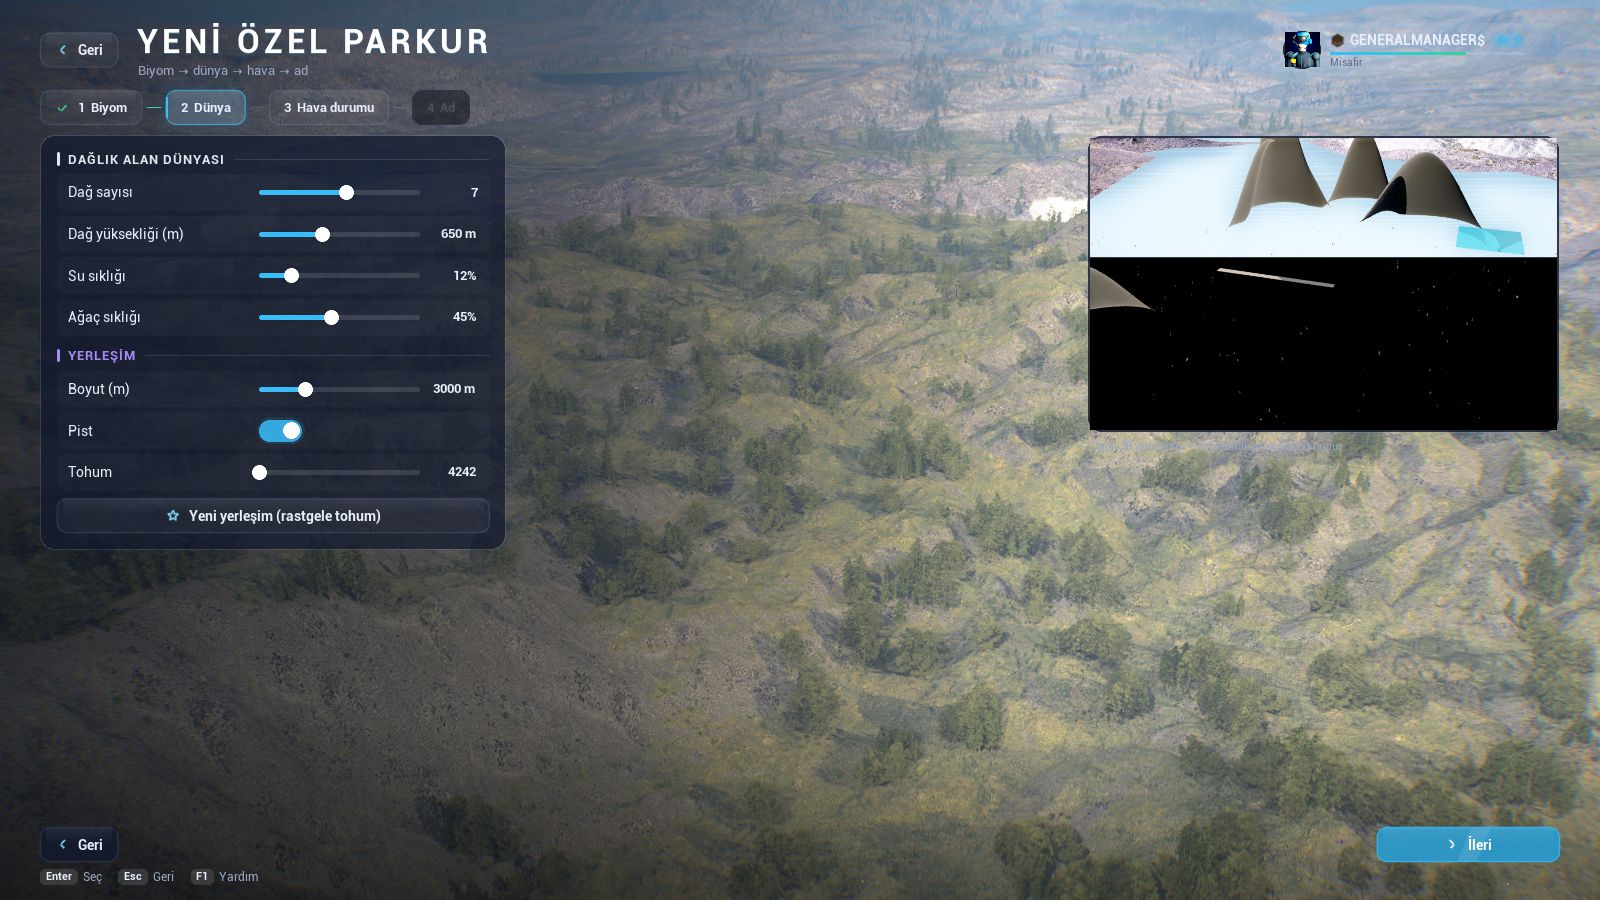 Geri
YENİ ÖZEL PARKUR
Biyom → dünya → hava → ad
GENERALMANAGER$
Misafir
1 Biyom
2 Dünya
3 Hava durumu
4 Ad
DAĞLIK ALAN DÜNYASI
Dağ sayısı 7
Dağ yüksekliği (m) 650 m
Su sıklığı 12%
Ağaç sıklığı 45%
YERLEŞİM
Boyut (m) 3000 m
Pist
Tohum 4242
Yeni yerleşim (rastgele tohum)
Geri
İleri
Enter Seç Esc Geri F1 Yardım